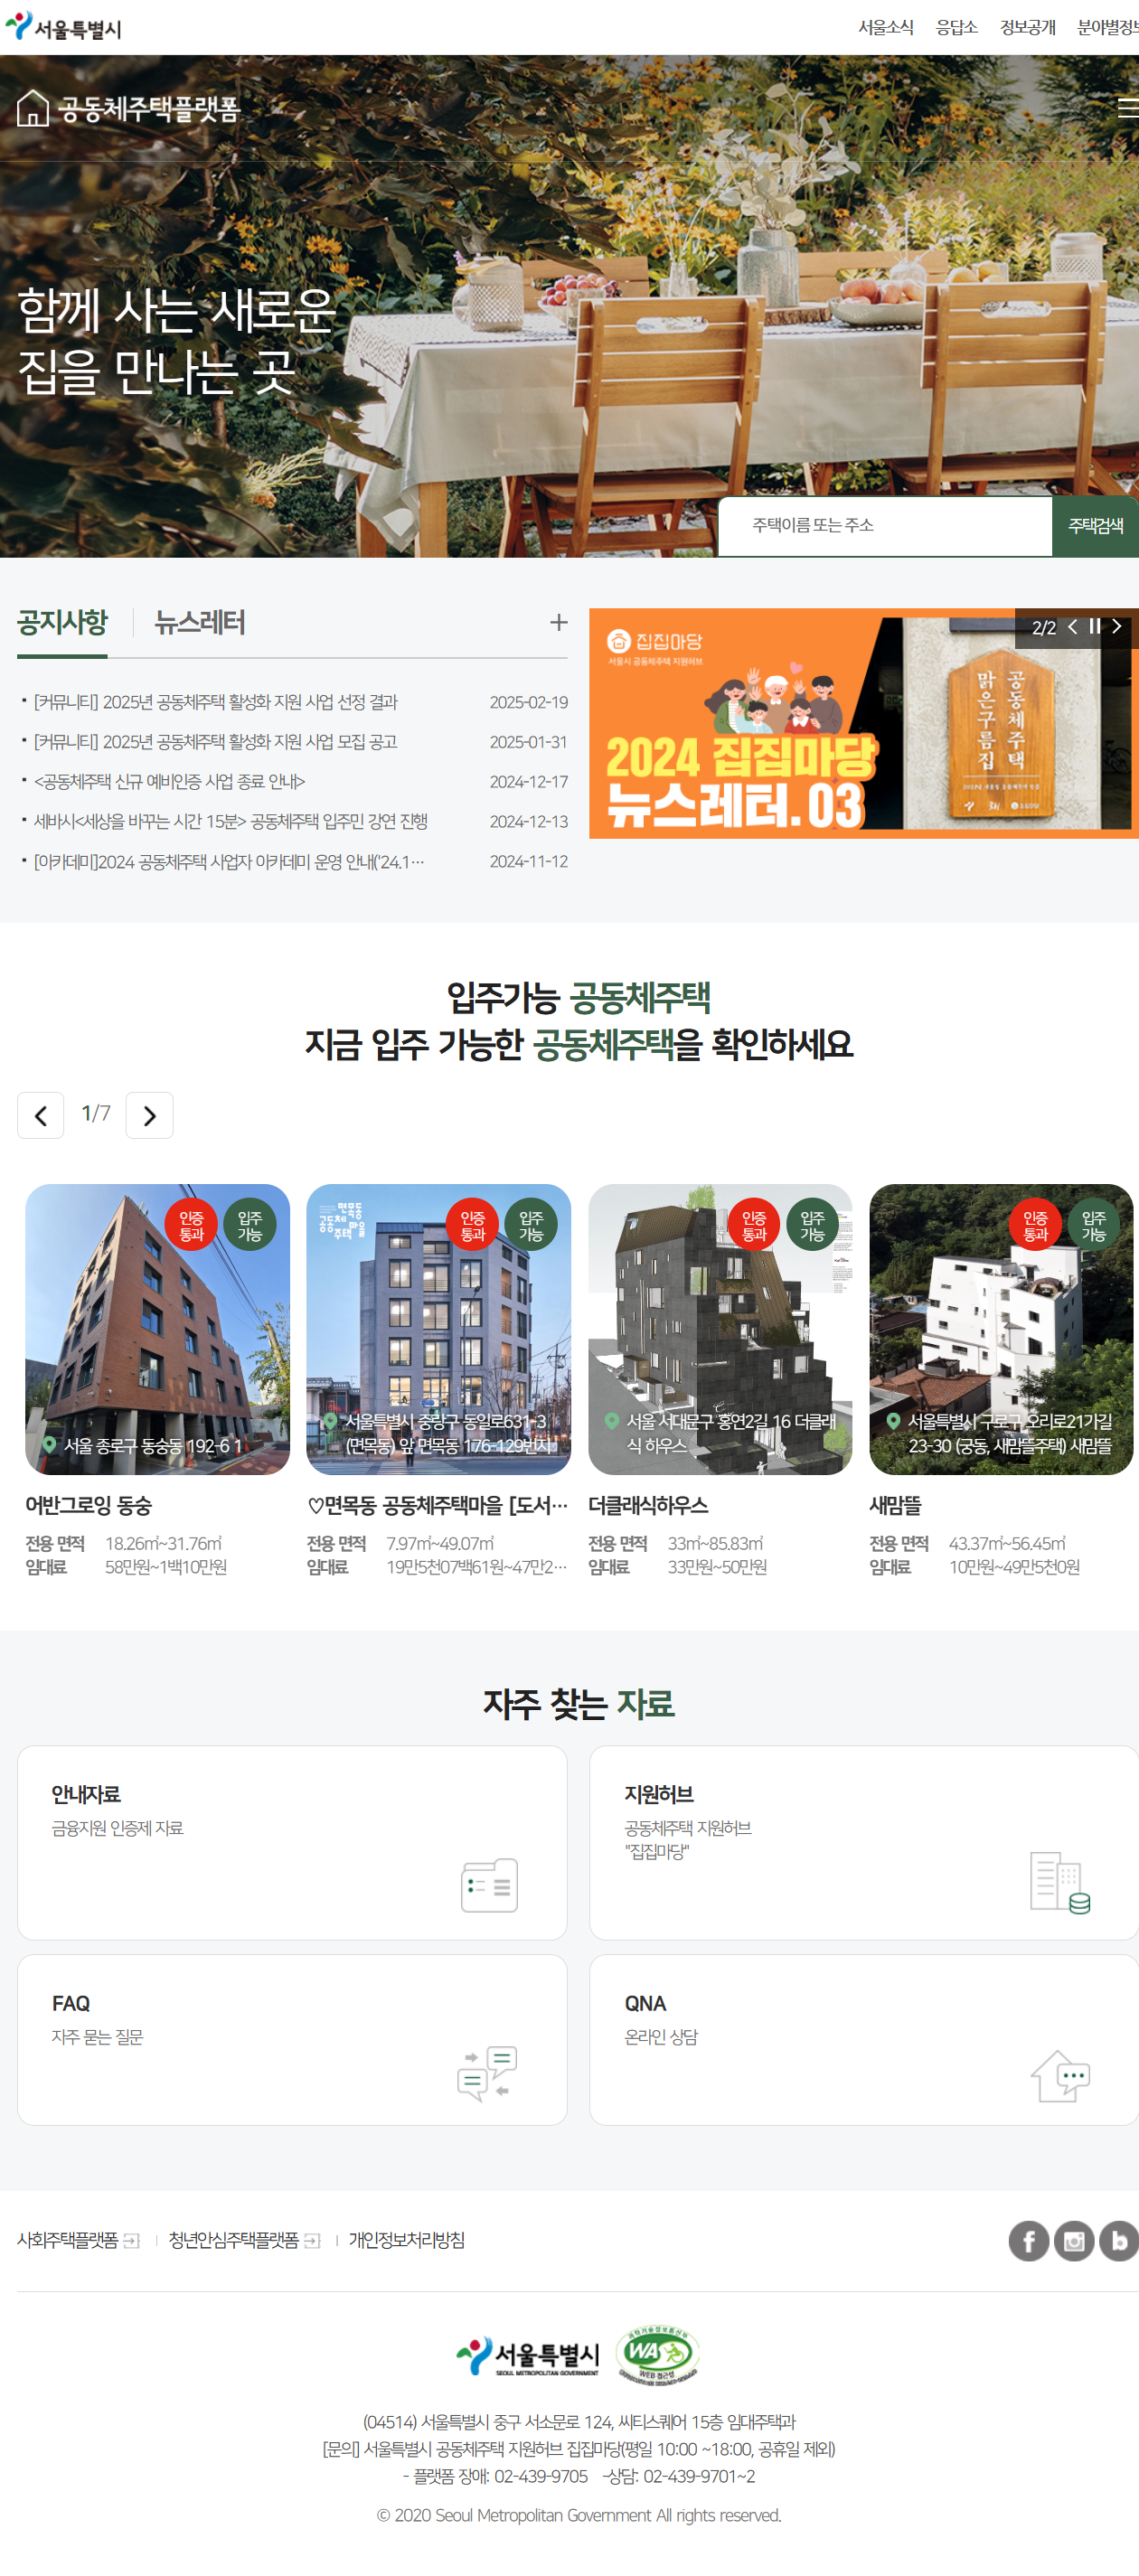 서울특별시
서울소식 응답소 정보공개 분야별정보
공동체주택플랫폼
함께 사는 새로운
집을 만나는 곳
주택이름 또는 주소 주택검색
공지사항 뉴스레터
[커뮤니티] 2025년 공동체주택 활성화 지원 사업 선정 결과 2025-02-19
[커뮤니티] 2025년 공동체주택 활성화 지원 사업 모집 공고 2025-01-31
<공동체주택 신규 예비인증 사업 종료 안내> 2024-12-17
세바시<세상을 바꾸는 시간 15분> 공동체주택 입주민 강연 진행 2024-12-13
[아카데미]2024 공동체주택 사업자 아카데미 운영 안내('24.1… 2024-11-12
2/2
집집마당
서울시 공동체주택 지원허브
2024 집집마당
뉴스레터. 03
공동체주택
맑은구름집
입주가능 공동체주택
지금 입주 가능한 공동체주택을 확인하세요
1/7
인증
통과
입주
가능
서울 종로구 동숭동 192-6 1
어반그로잉 동숭
전용 면적 18.26㎡~31.76㎡
임대료 58만원~1백10만원
면목동
공동체
주택 마을
인증
통과
입주
가능
서울특별시 중랑구 동일로631-3
(면목동) 앞 면목동 176-129번지
♡면목동 공동체주택마을 [도서…
전용 면적 7.97㎡~49.07㎡
임대료 19만5천07백61원~47만2…
인증
통과
입주
가능
서울 서대문구 홍연2길 16 더클래
식 하우스
더클래식하우스
전용 면적 33㎡~85.83㎡
임대료 33만원~50만원
인증
통과
입주
가능
서울특별시 구로구 오리로21가길
23-30 (궁동, 새맘뜰주택) 새맘뜰
새맘뜰
전용 면적 43.37㎡~56.45㎡
임대료 10만원~49만5천0원
자주 찾는 자료
안내자료
금융지원 인증제 자료
지원허브
공동체주택 지원허브
"집집마당"
FAQ
자주 묻는 질문
QNA
온라인 상담
사회주택플랫폼 청년안심주택플랫폼 개인정보처리방침
서울특별시
SEOUL METROPOLITAN GOVERNMENT
과학기술정보통신부
WA
WEB 접근성
(04514) 서울특별시 중구 서소문로 124, 씨티스퀘어 15층 임대주택과
[문의] 서울특별시 공동체주택 지원허브 집집마당(평일 10:00 ~18:00, 공휴일 제외)
- 플랫폼 장애: 02-439-9705 -상담: 02-439-9701~2
© 2020 Seoul Metropolitan Government All rights reserved.